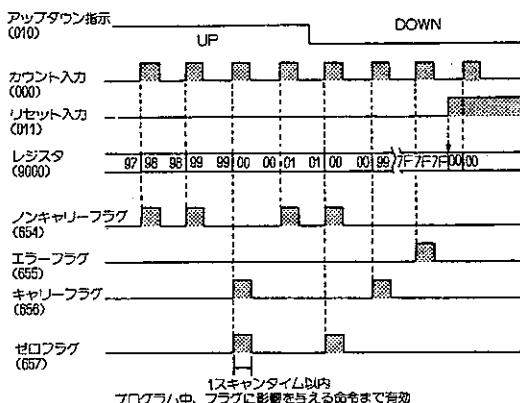 アップダウン指示
(010)
UP
DOWN
カウント入力
(000)
リセット入力
(011)
レジスタ
(9000)
97 98 98 99 99 00 00 01 01 00 00 99 7F 7F 7F 00 00
ノンキャリーフラグ
(654)
エラーフラグ
(655)
キャリーフラグ
(656)
ゼロフラグ
(657)
1スキャンタイム以内
プログラム中、フラグに影響を与える命令まで有効